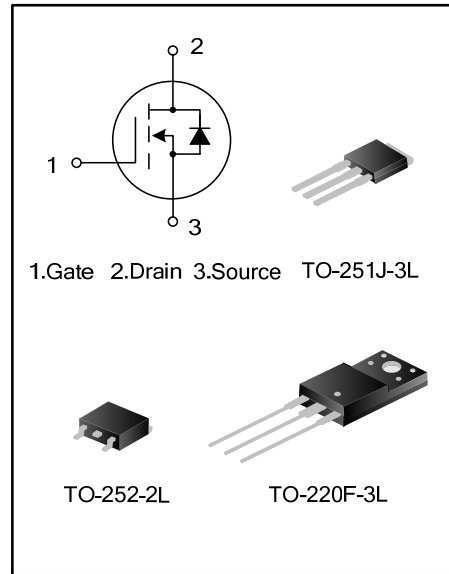 2
1
3
1.Gate 2.Drain 3.Source
TO-251J-3L
TO-252-2L
TO-220F-3L